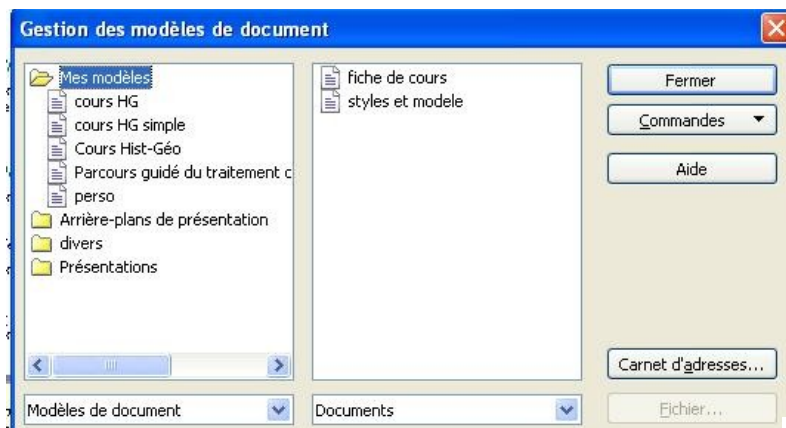 Gestion des modèles de document
Mes modèles
cours HG
cours HG simple
Cours Hist-Géo
Parcours guidé du traitement c
perso
Arrière-plans de présentation
divers
Présentations
fiche de cours
styles et modele
Fermer
Commandes
Aide
Carnet d'adresses...
Modèles de document
Documents
Fichier...